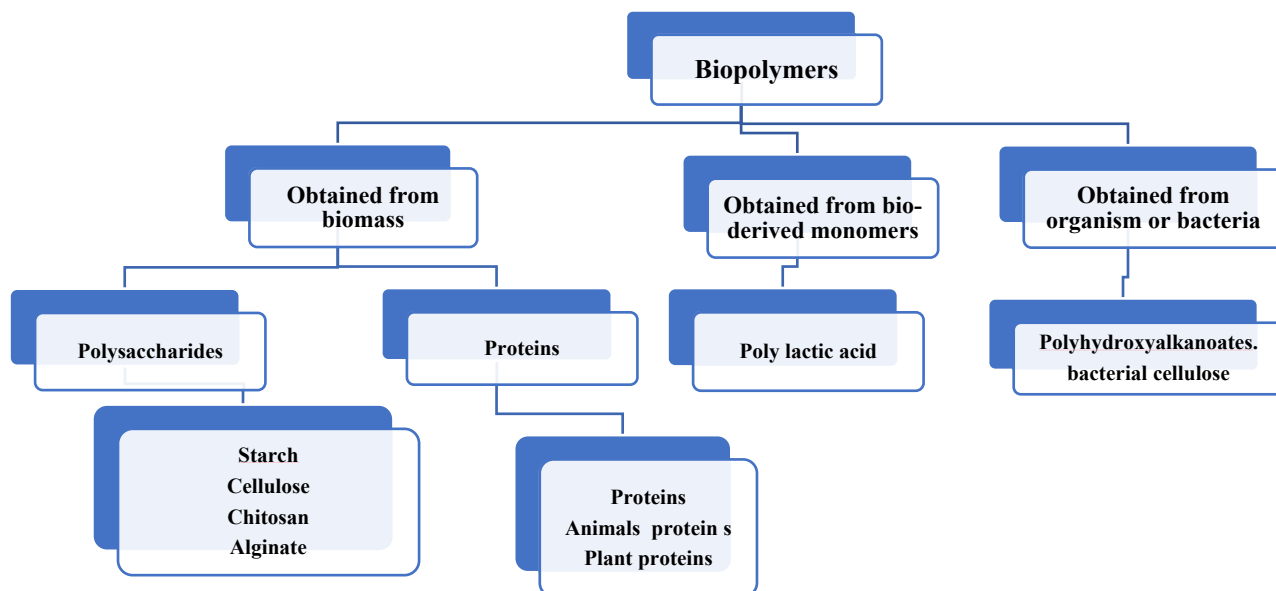 Biopolymers
Obtained from
biomass
Obtained from bio-
derived monomers
Obtained from
organism or bacteria
Polysaccharides
Proteins
Poly lactic acid
Polyhydroxyalkanoates.
bacterial cellulose
Starch
Cellulose
Chitosan
Alginate
Proteins
Animals  protein s
Plant proteins